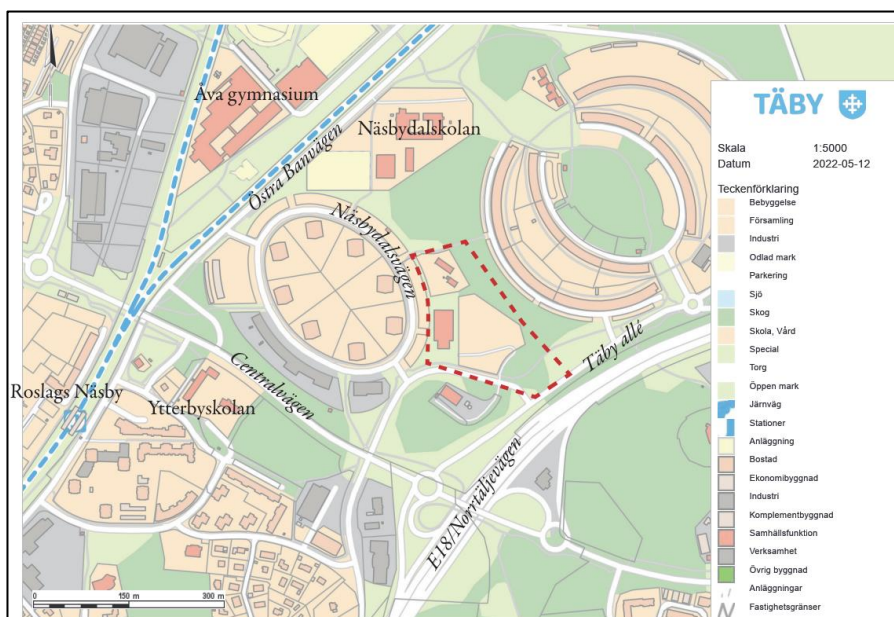 Åva gymnasium
Näsbydalskolan
Östra Banvägen
Näsbydalsvägen
Täby allé
Centralvägen
Roslags Näsby
Ytterbyskolan
E18/Norrtäljevägen
0 150 m 300 m
TÄBY
Skala 1:5000
Datum 2022-05-12
Teckenförklaring
Bebyggelse
Församling
Industri
Odlad mark
Parkering
Sjö
Skog
Skola, Vård
Special
Torg
Öppen mark
Järnväg
Stationer
Anläggning
Bostad
Ekonomibyggnad
Industri
Komplementbyggnad
Samhällsfunktion
Verksamhet
Övrig byggnad
Anläggningar
Fastighetsgränser